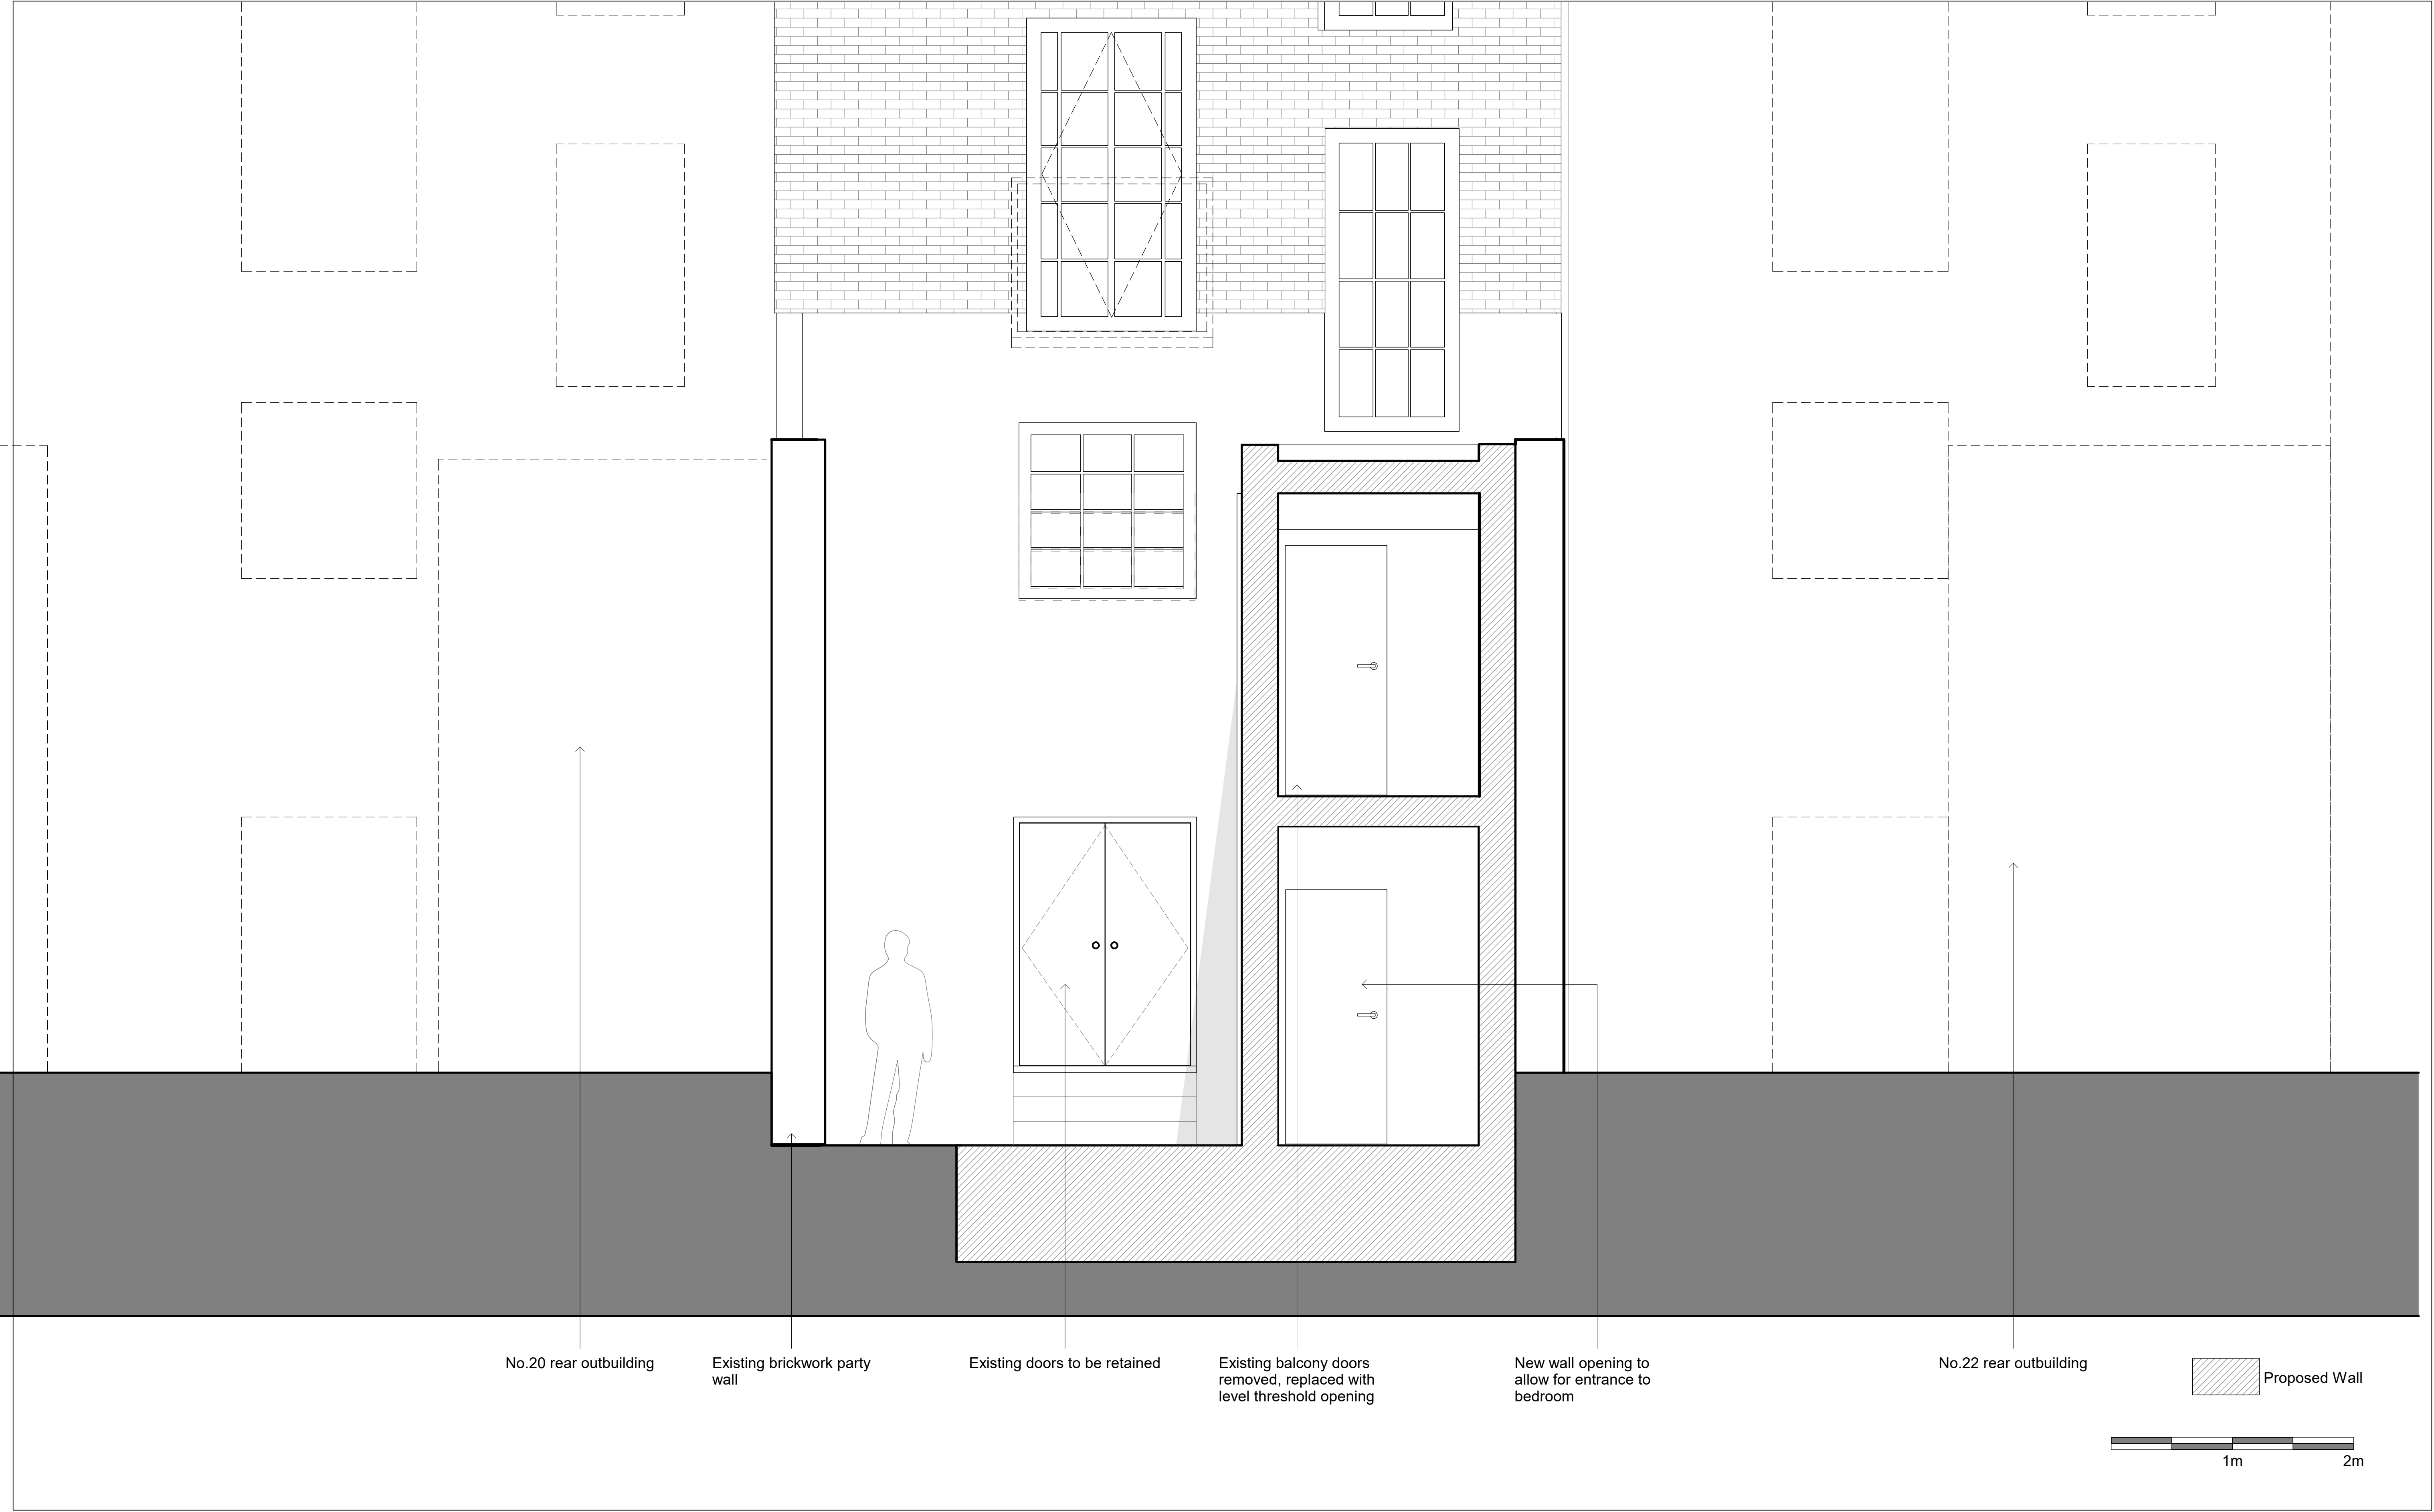 No.20 rear outbuilding
Existing brickwork party
wall
Existing doors to be retained
Existing balcony doors
removed, replaced with
level threshold opening
New wall opening to
allow for entrance to
bedroom
No.22 rear outbuilding
Proposed Wall
1m
2m